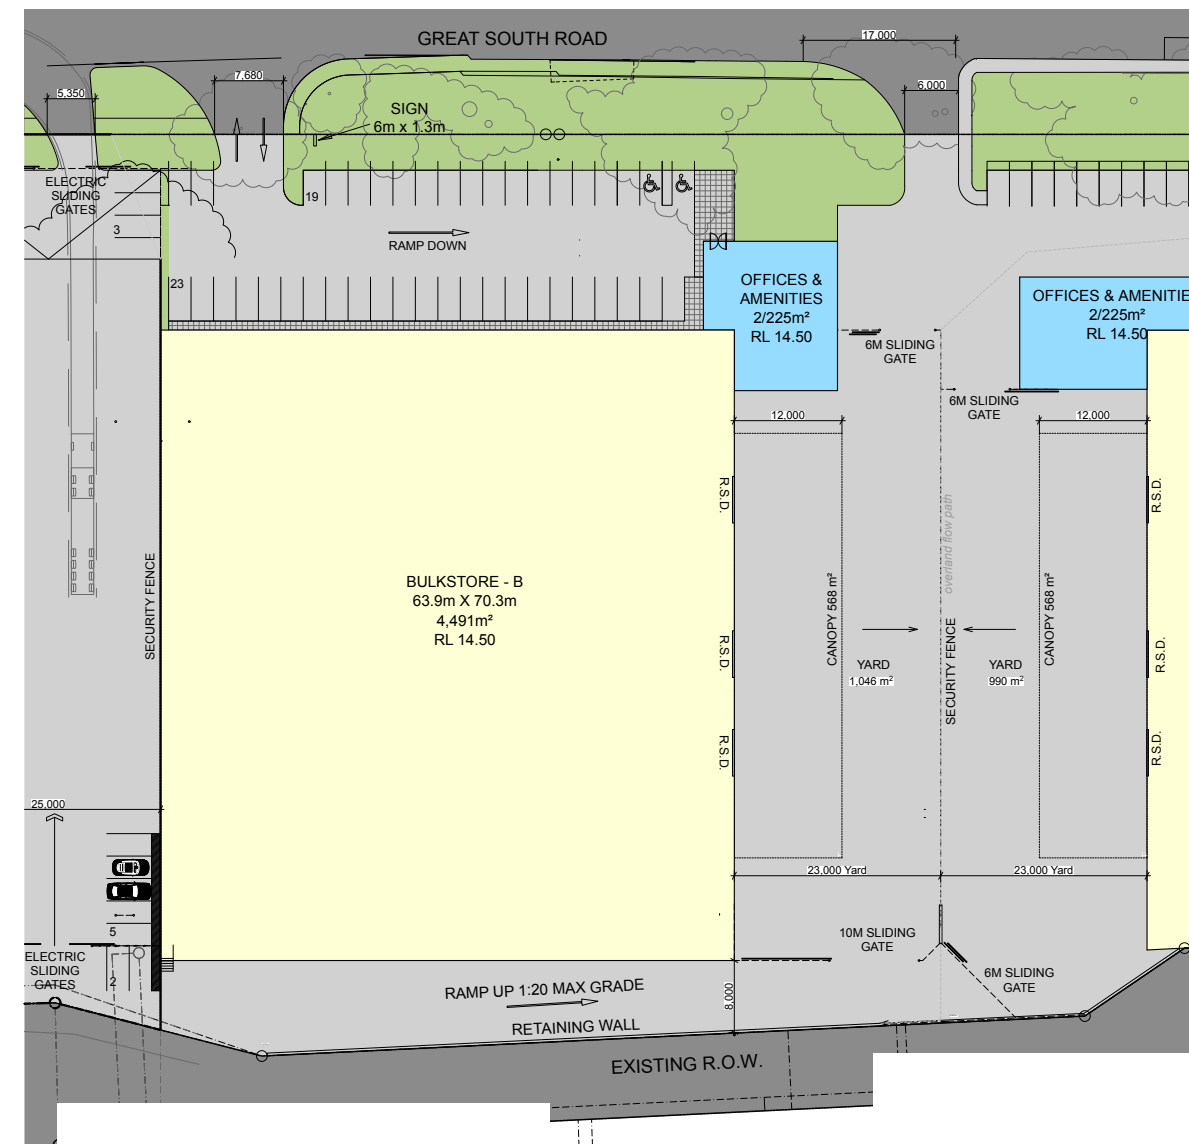 GREAT SOUTH ROAD
17,000
7,680
6,000
5,350
SIGN
6m x 1.3m
ELECTRIC
SLIDING
GATES
19
3
RAMP DOWN
23
OFFICES &
AMENITIES
2/225m²
RL 14.50
OFFICES & AMENITIE
2/225m²
RL 14.50
6M SLIDING
GATE
6M SLIDING
GATE
12,000
12,000
R.S.D.
R.S.D.
overland flow path
SECURITY FENCE
BULKSTORE - B
63.9m X 70.3m
4,491m²
RL 14.50
CANOPY 568 m²
CANOPY 568 m²
SECURITY FENCE
R.S.D.
R.S.D.
YARD
1,046 m²
YARD
990 m²
R.S.D.
R.S.D.
25,000
23,000 Yard
23,000 Yard
5
10M SLIDING
GATE
ELECTRIC
SLIDING
GATES
2
6M SLIDING
GATE
RAMP UP 1:20 MAX GRADE
8,000
RETAINING WALL
EXISTING R.O.W.